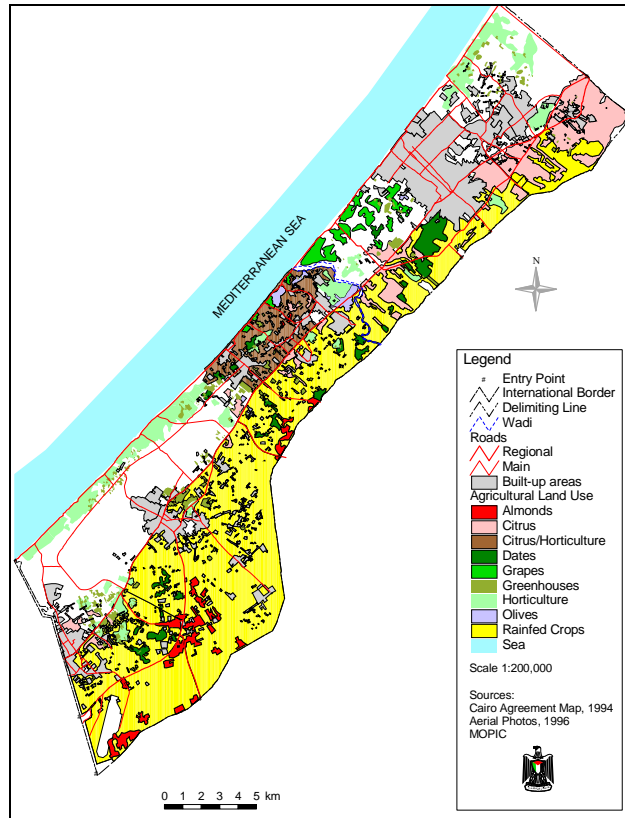 MEDITERRANEAN SEA
N
Legend
Entry Point
International Border
Delimiting Line
Wadi
Roads
Regional
Main
Built-up areas
Agricultural Land Use
Almonds
Citrus
Citrus/Horticulture
Dates
Grapes
Greenhouses
Horticulture
Olives
Rainfed Crops
Sea
Scale 1:200,000
Sources:
Cairo Agreement Map, 1994
Aerial Photos, 1996
MOPIC
0 1 2 3 4 5 km